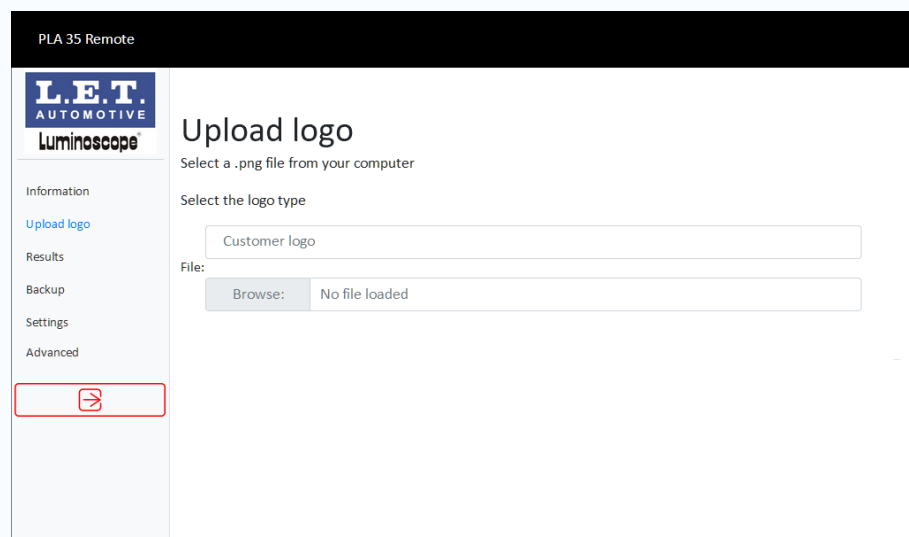 PLA 35 Remote
L.E.T.
AUTOMOTIVE
Luminoscope®
Information
Upload logo
Results
Backup
Settings
Advanced
Upload logo
Select a .png file from your computer
Select the logo type
Customer logo
File:
Browse: No file loaded